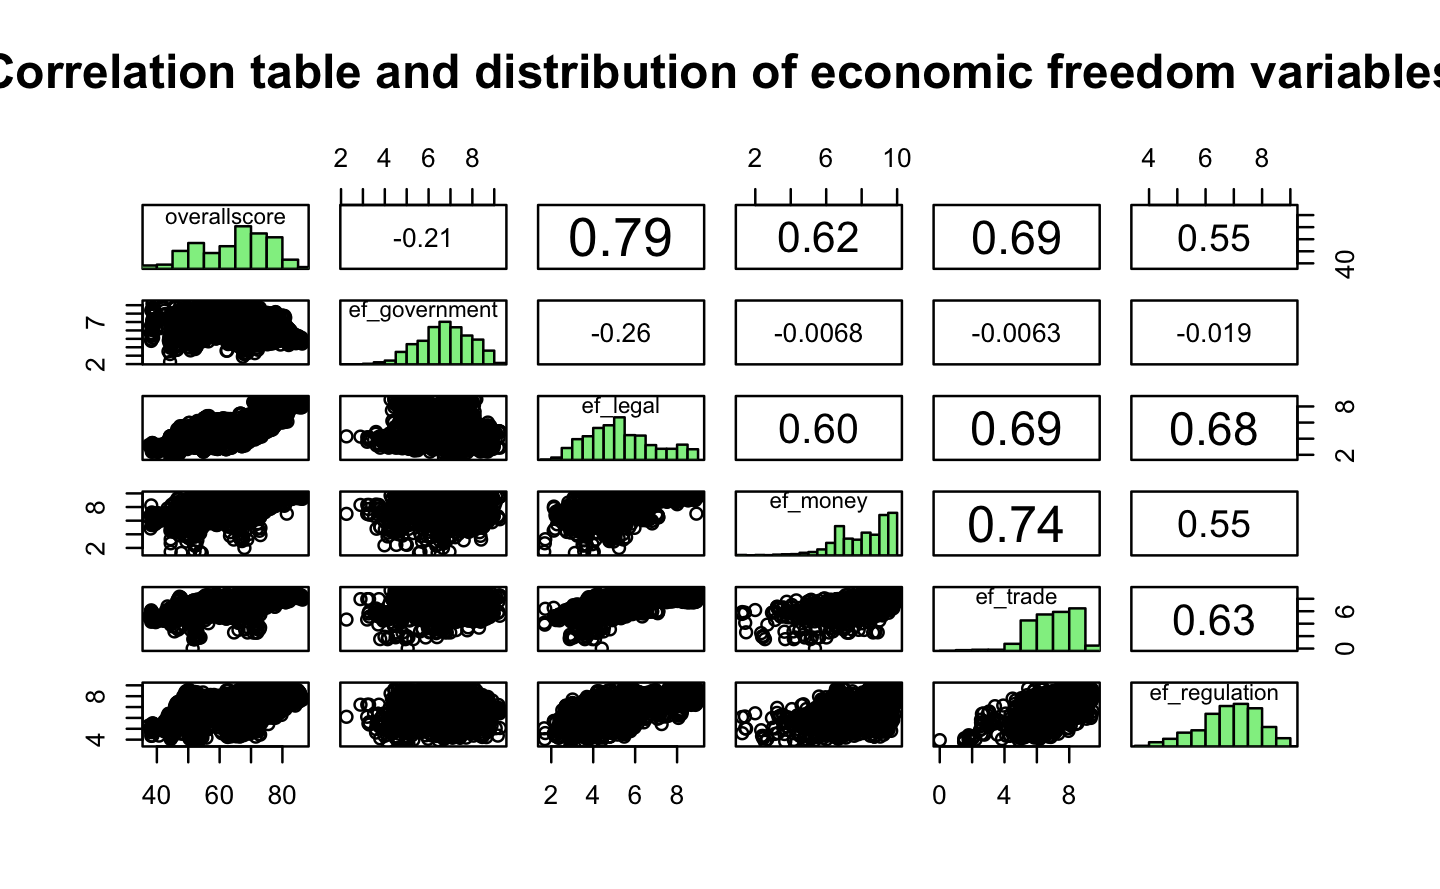 Correlation table and distribution of economic freedom variables
2 4 6 8 2 6 10 4 6 8
overallscore -0.21 0.79 0.62 0.69 0.55 40
7 2 ef_government -0.26 -0.0068 -0.0063 -0.019
ef_legal 0.60 0.69 0.68 8 2
8 2 ef_money 0.74 0.55
ef_trade 0.63 6 0
8 4 ef_regulation
40 60 80 2 4 6 8 0 4 8